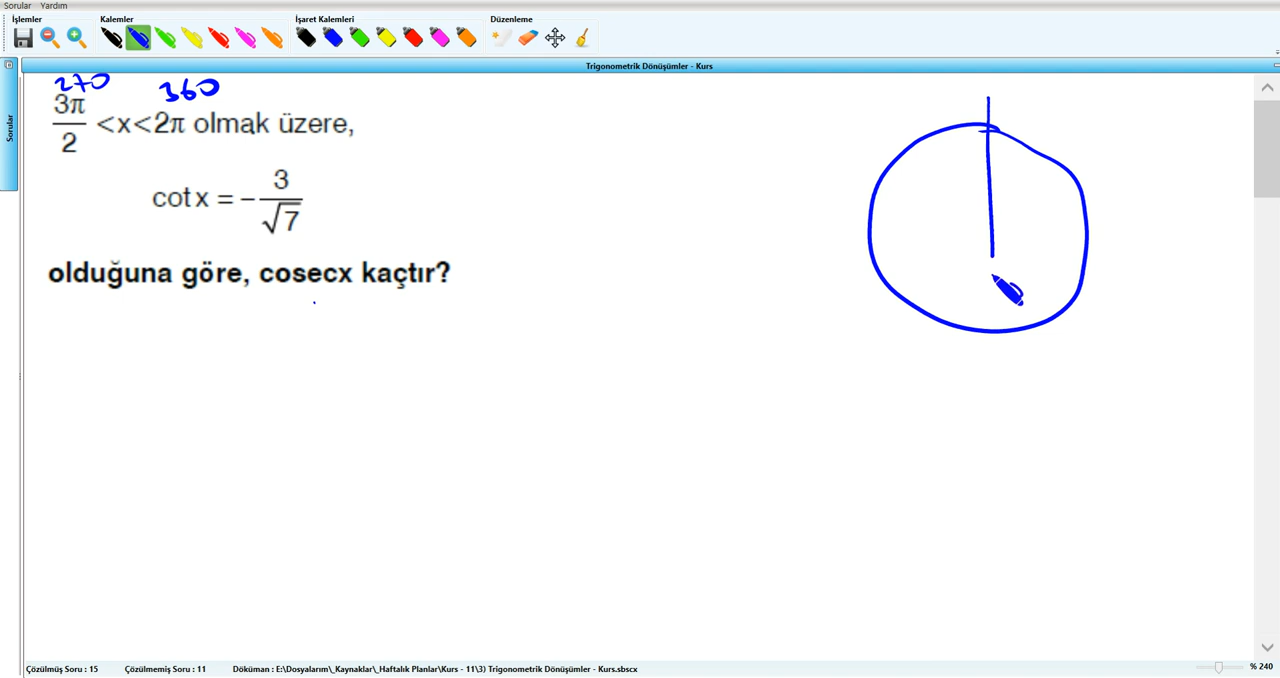 Sorular Yardım
İşlemler Kalemler İşaret Kalemleri Düzenleme
Trigonometrik Dönüşümler - Kurs
Sorular
270 360
3π/2 <x<2π olmak üzere,
cot x = - 3/√7
olduğuna göre, cosecx kaçtır?
Çözülmüş Soru : 15 Çözülmemiş Soru : 11 Döküman : E:\Dosyalarım\_Kaynaklar\_Haftalık Planlar\Kurs - 11\3) Trigonometrik Dönüşümler - Kurs.sbscx % 240